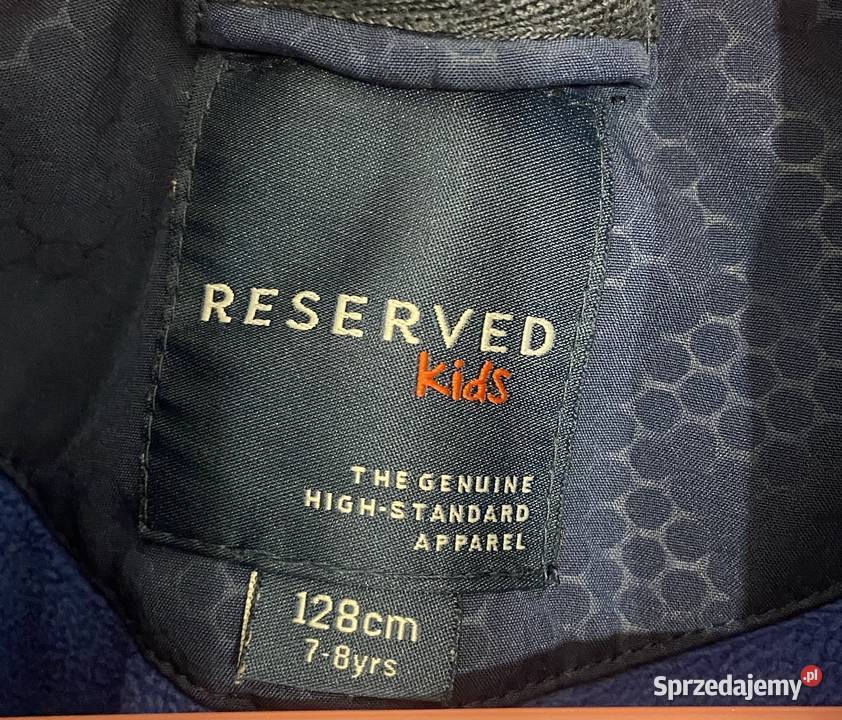 RESERVED
Kids
THE GENUINE
HIGH-STANDARD
APPAREL
128cm
7-8yrs
Sprzedajemy.pl